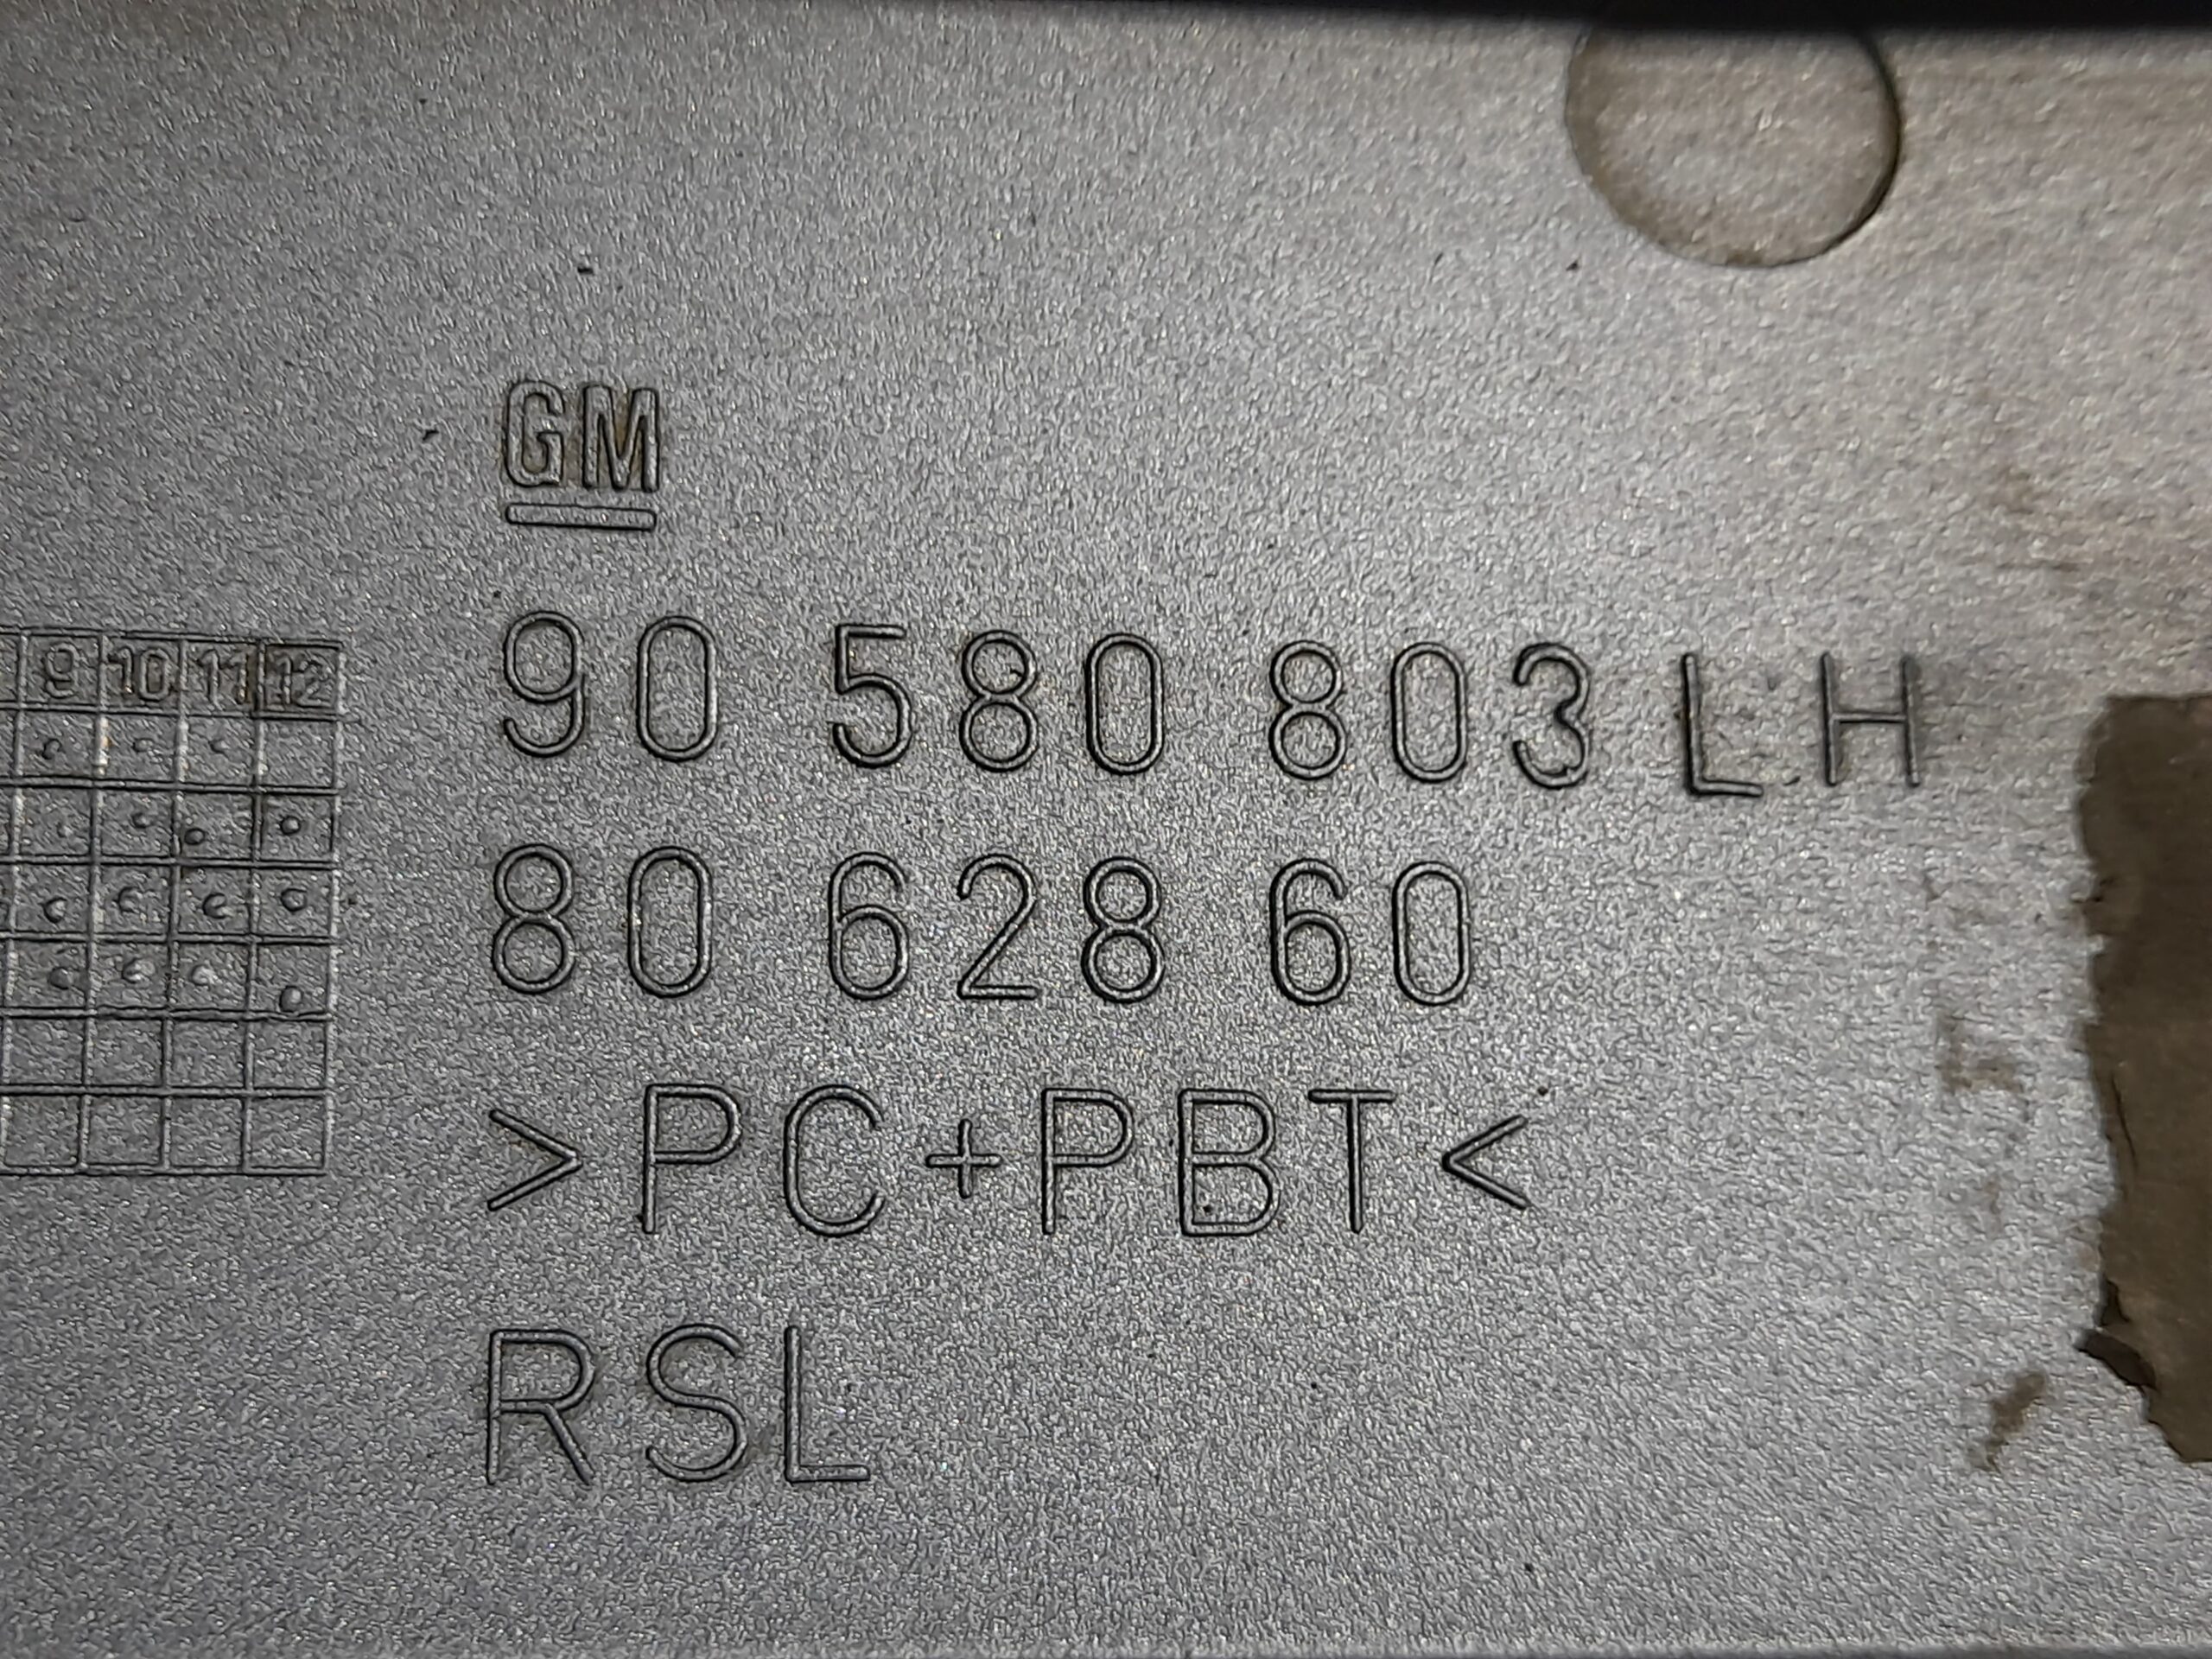 GM
9 10 11 12
90 580 803 LH
80 628 60
>PC+PBT<
RSL